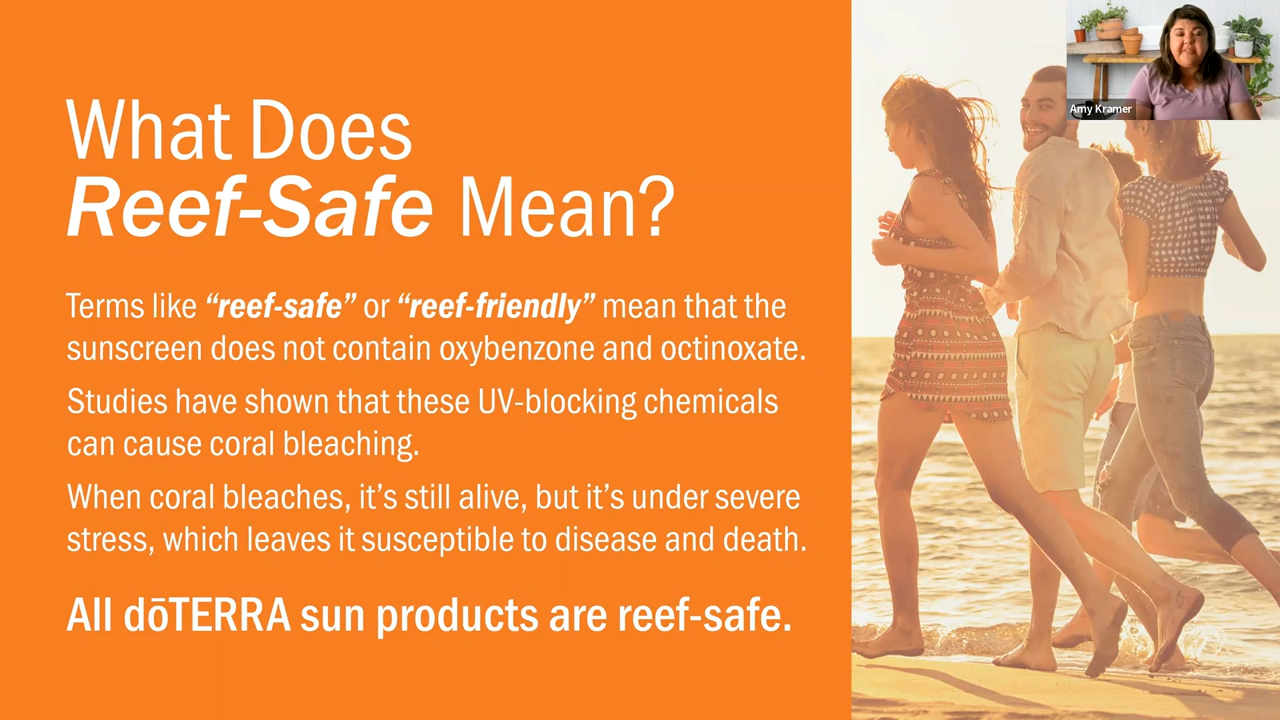 What Does
Reef-Safe Mean?
Terms like “reef-safe” or “reef-friendly” mean that the
sunscreen does not contain oxybenzone and octinoxate.
Studies have shown that these UV-blocking chemicals
can cause coral bleaching.
When coral bleaches, it’s still alive, but it’s under severe
stress, which leaves it susceptible to disease and death.
All dōTERRA sun products are reef-safe.
Amy Kramer